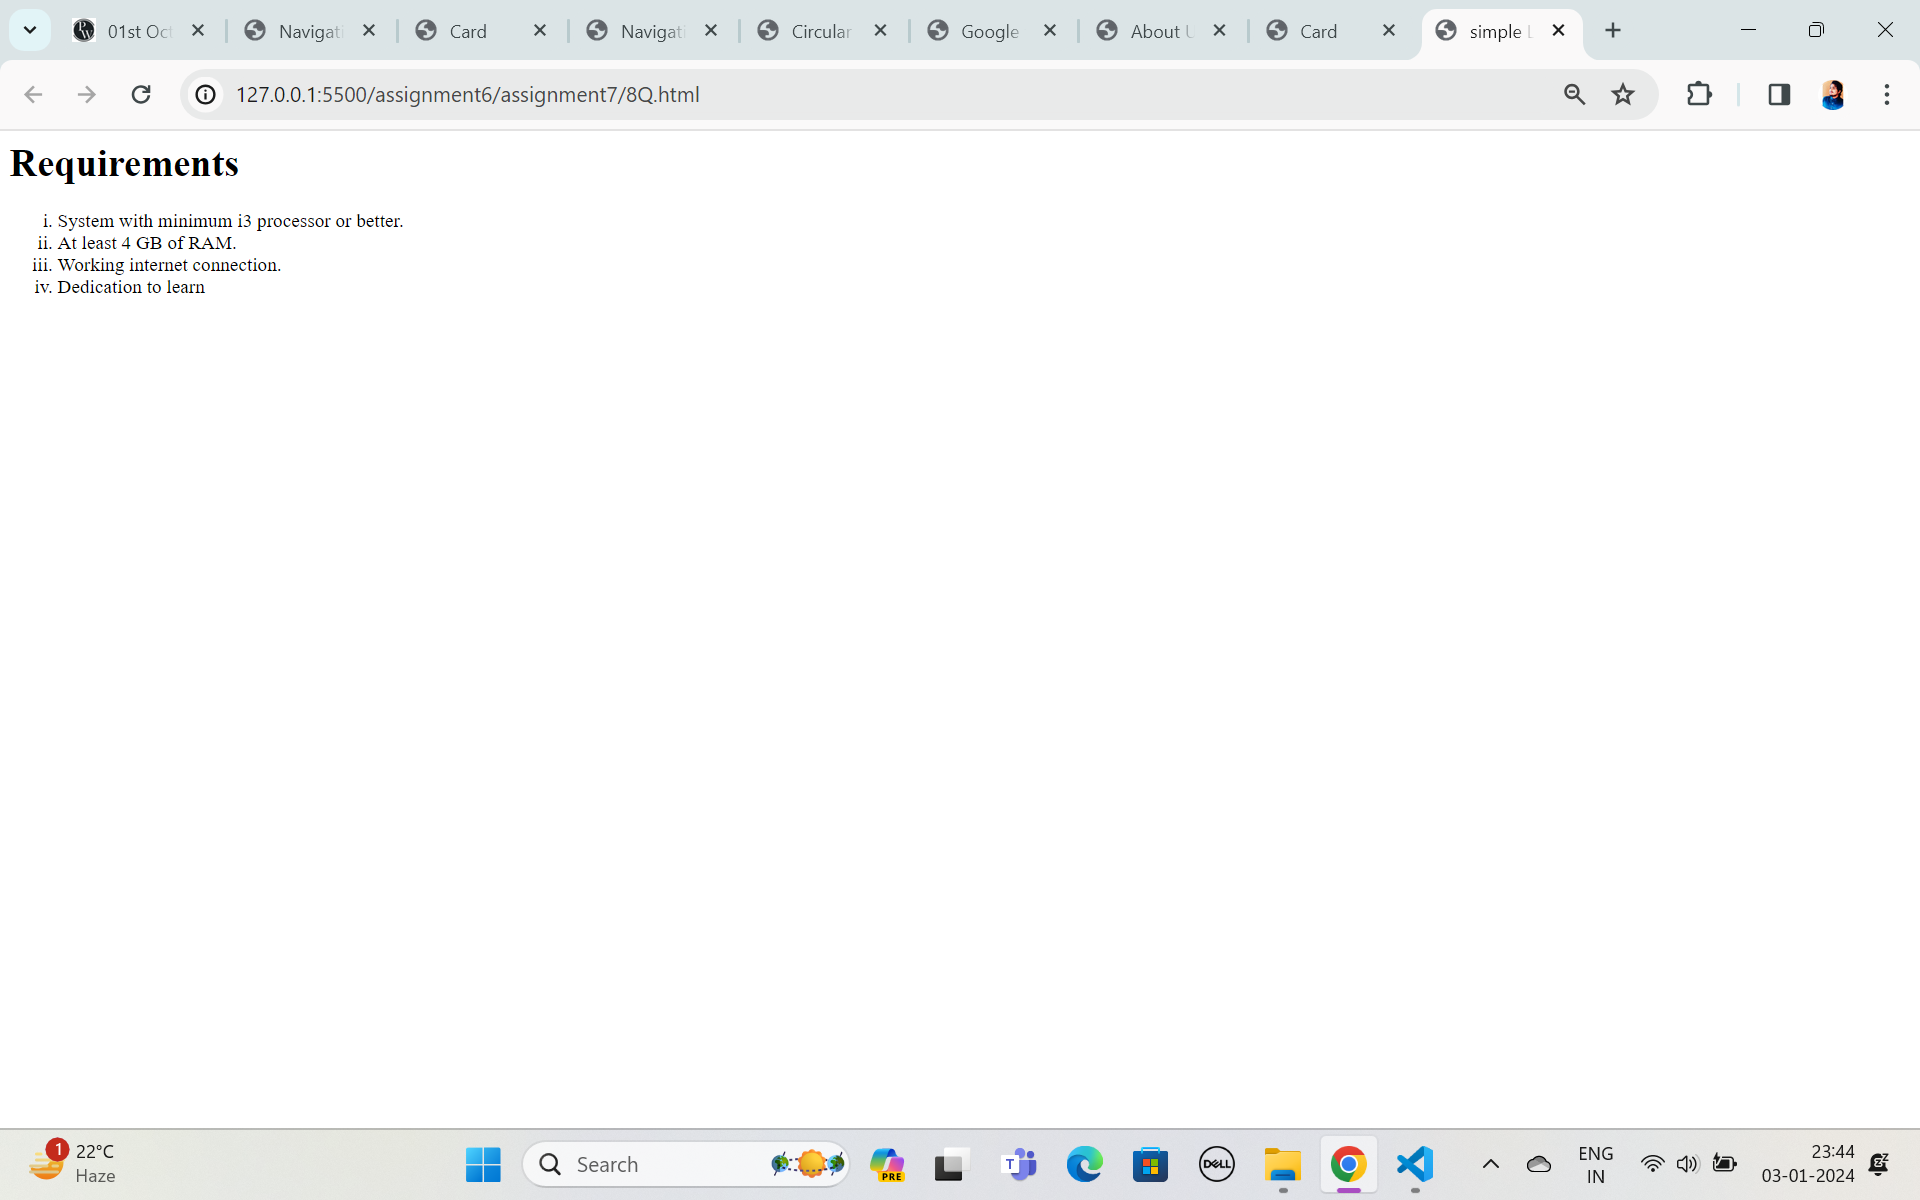 01st Oct
Navigati
Card
Navigati
Circular
Google
About U
Card
simple L
127.0.0.1:5500/assignment6/assignment7/8Q.html
Requirements
i. System with minimum i3 processor or better.
ii. At least 4 GB of RAM.
iii. Working internet connection.
iv. Dedication to learn
1
22°C
Haze
Search
PRE
T
DELL
ENG
IN
23:44
03-01-2024